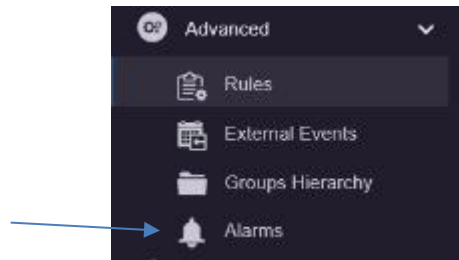 Advanced
Rules
External Events
Groups Hierarchy
Alarms